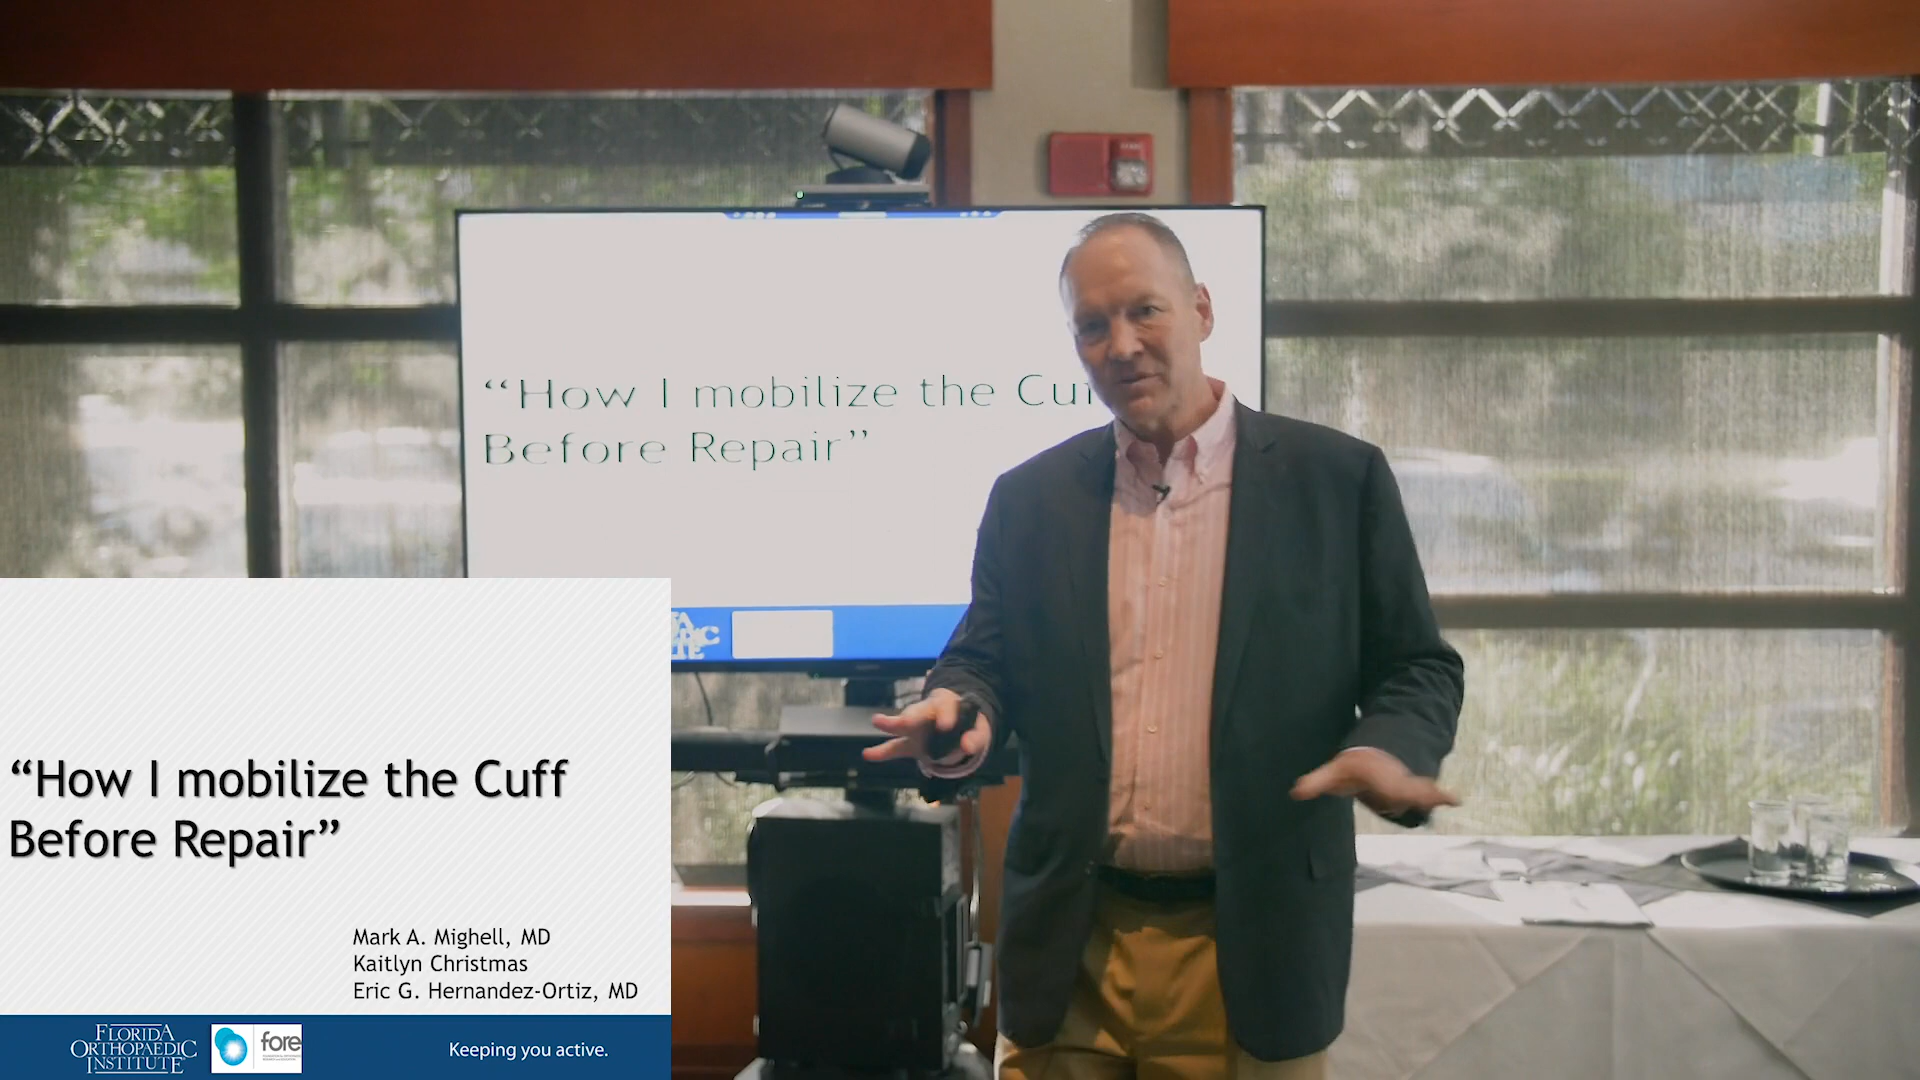 “How I mobilize the Cuf
Before Repair”
“How I mobilize the Cuff
Before Repair”
Mark A. Mighell, MD
Kaitlyn Christmas
Eric G. Hernandez-Ortiz, MD
FLORIDA
ORTHOPAEDIC
INSTITUTE
fore
Keeping you active.